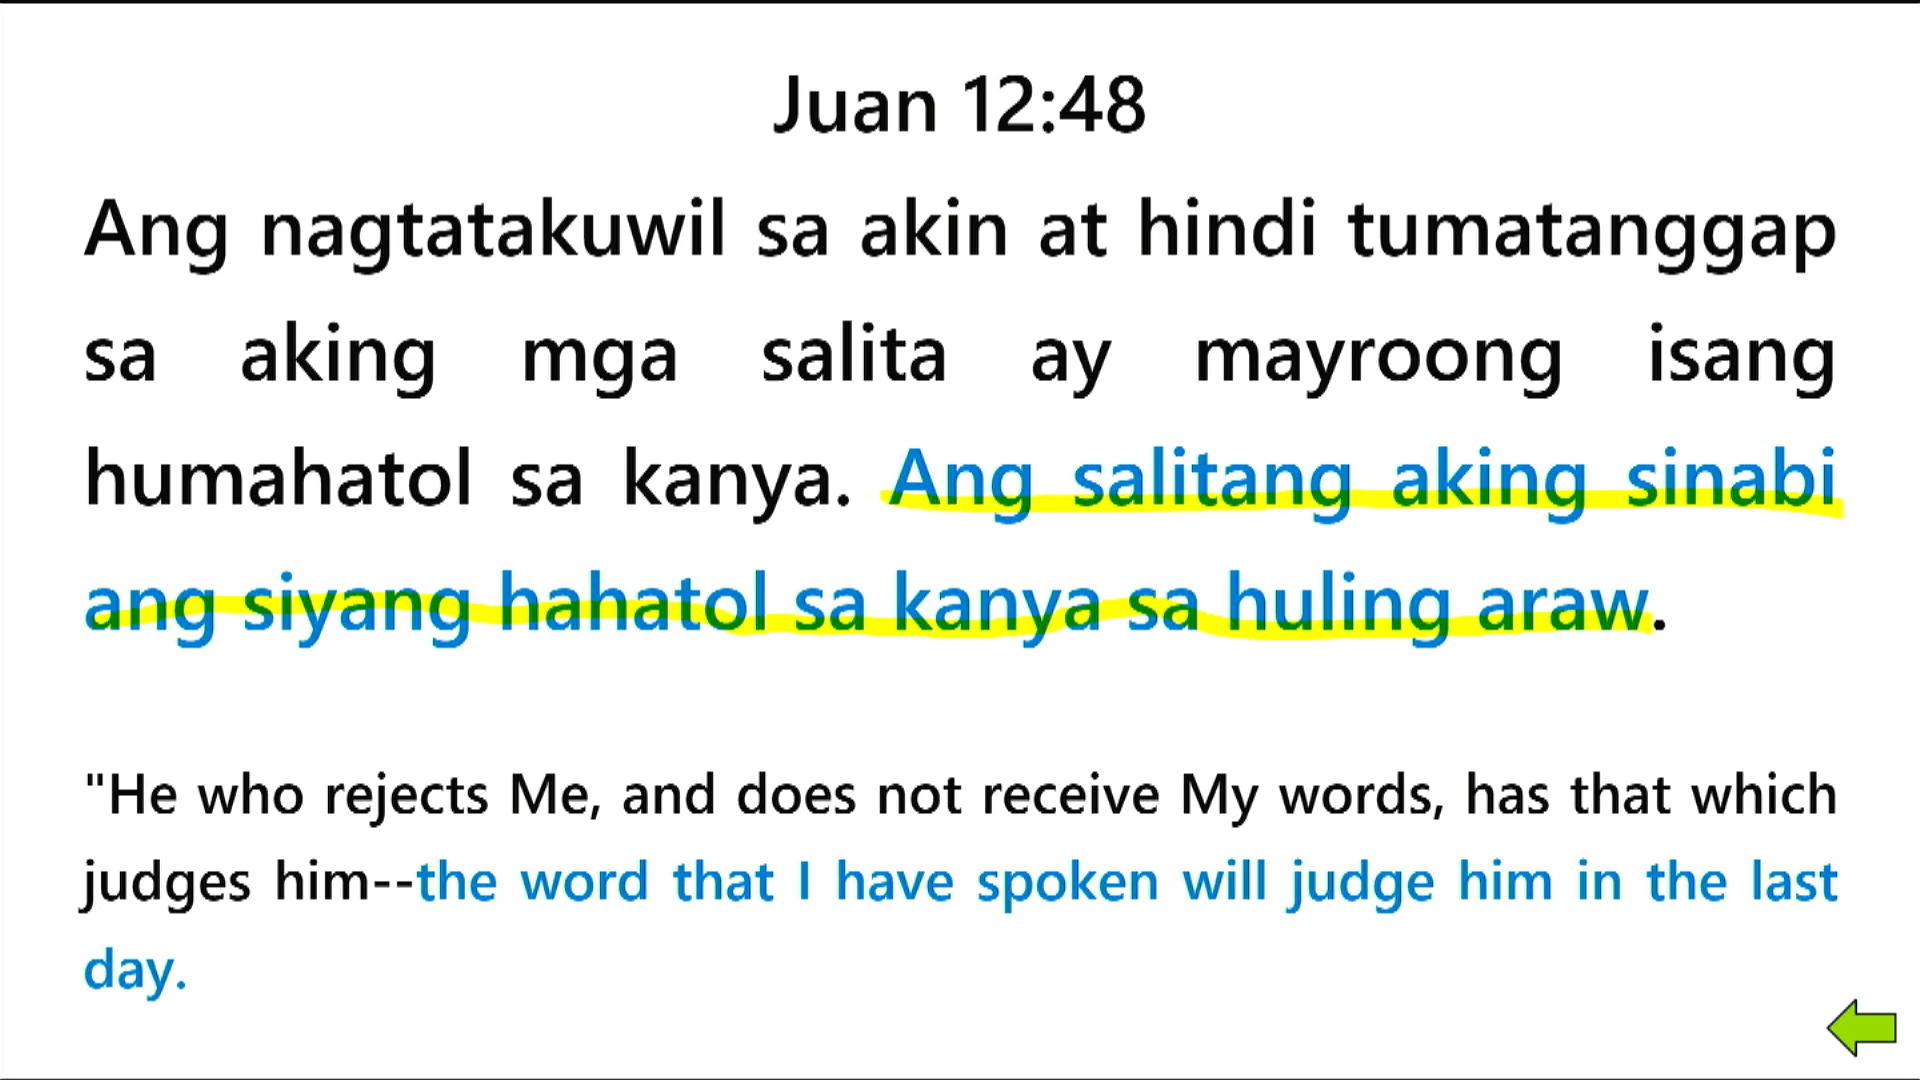 Juan 12:48
Ang nagtatakuwil sa akin at hindi tumatanggap
sa aking mga salita ay mayroong isang
humahatol sa kanya. Ang salitang aking sinabi
ang siyang hahatol sa kanya sa huling araw.
"He who rejects Me, and does not receive My words, has that which
judges him--the word that I have spoken will judge him in the last
day.